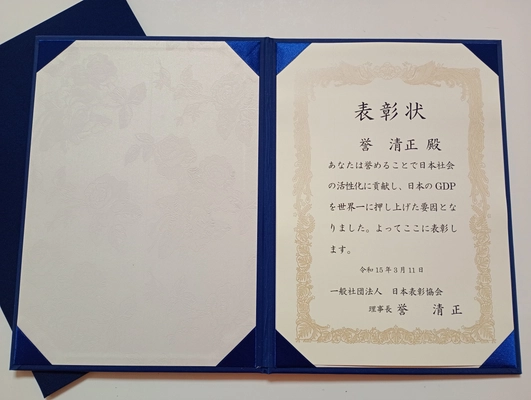 表彰状
誉 清正 殿
あなたは誉めることで日本社会
の活性化に貢献し、日本の GDP
を世界一に押し上げた要因とな
りました。よってここに表彰し
ます。
令和15年3月11日
一般社団法人 日本表彰協会
理事長 誉 清正